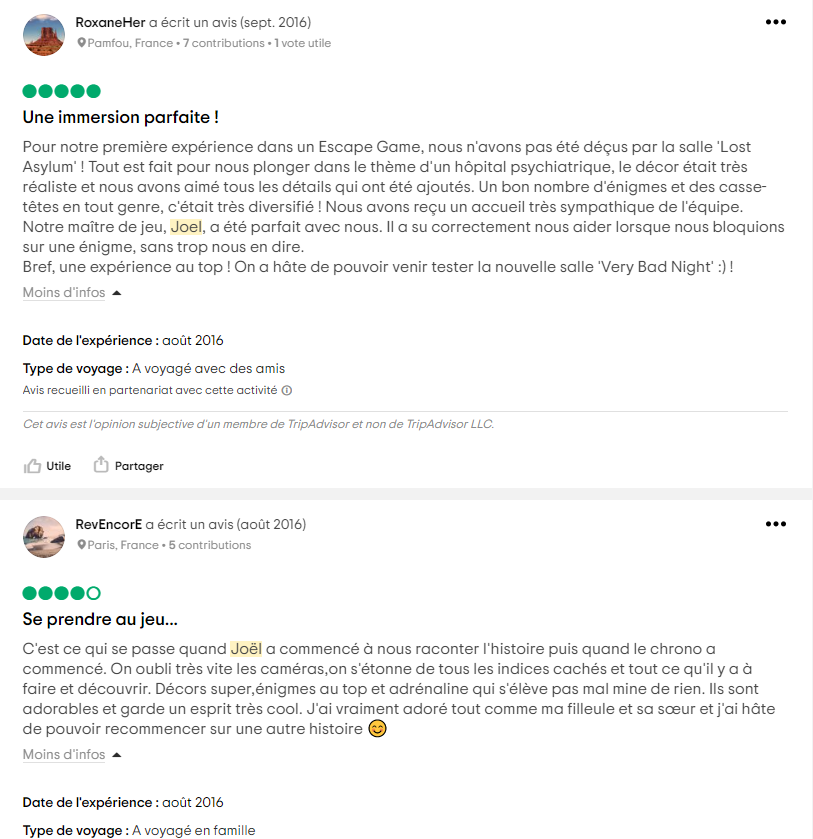 RoxaneHer a écrit un avis (sept. 2016)
Pamfou, France • 7 contributions • 1 vote utile
Une immersion parfaite !
Pour notre première expérience dans un Escape Game, nous n'avons pas été déçus par la salle 'Lost
Asylum' ! Tout est fait pour nous plonger dans le thème d'un hôpital psychiatrique, le décor était très
réaliste et nous avons aimé tous les détails qui ont été ajoutés. Un bon nombre d'énigmes et des casse-
têtes en tout genre, c'était très diversifié ! Nous avons reçu un accueil très sympathique de l'équipe.
Notre maître de jeu, Joel, a été parfait avec nous. Il a su correctement nous aider lorsque nous bloquions
sur une énigme, sans trop nous en dire.
Bref, une expérience au top ! On a hâte de pouvoir venir tester la nouvelle salle 'Very Bad Night' :) !
Moins d'infos
Date de l'expérience : août 2016
Type de voyage : A voyagé avec des amis
Avis recueilli en partenariat avec cette activité
Cet avis est l'opinion subjective d'un membre de TripAdvisor et non de TripAdvisor LLC.
Utile Partager
RevEncorE a écrit un avis (août 2016)
Paris, France • 5 contributions
Se prendre au jeu...
C'est ce qui se passe quand Joël a commencé à nous raconter l'histoire puis quand le chrono a
commencé. On oubli très vite les caméras,on s'étonne de tous les indices cachés et tout ce qu'il y a à
faire et découvrir. Décors super,énigmes au top et adrénaline qui s'élève pas mal mine de rien. Ils sont
adorables et garde un esprit très cool. J'ai vraiment adoré tout comme ma filleule et sa sœur et j'ai hâte
de pouvoir recommencer sur une autre histoire 😊
Moins d'infos
Date de l'expérience : août 2016
Type de voyage : A voyagé en famille